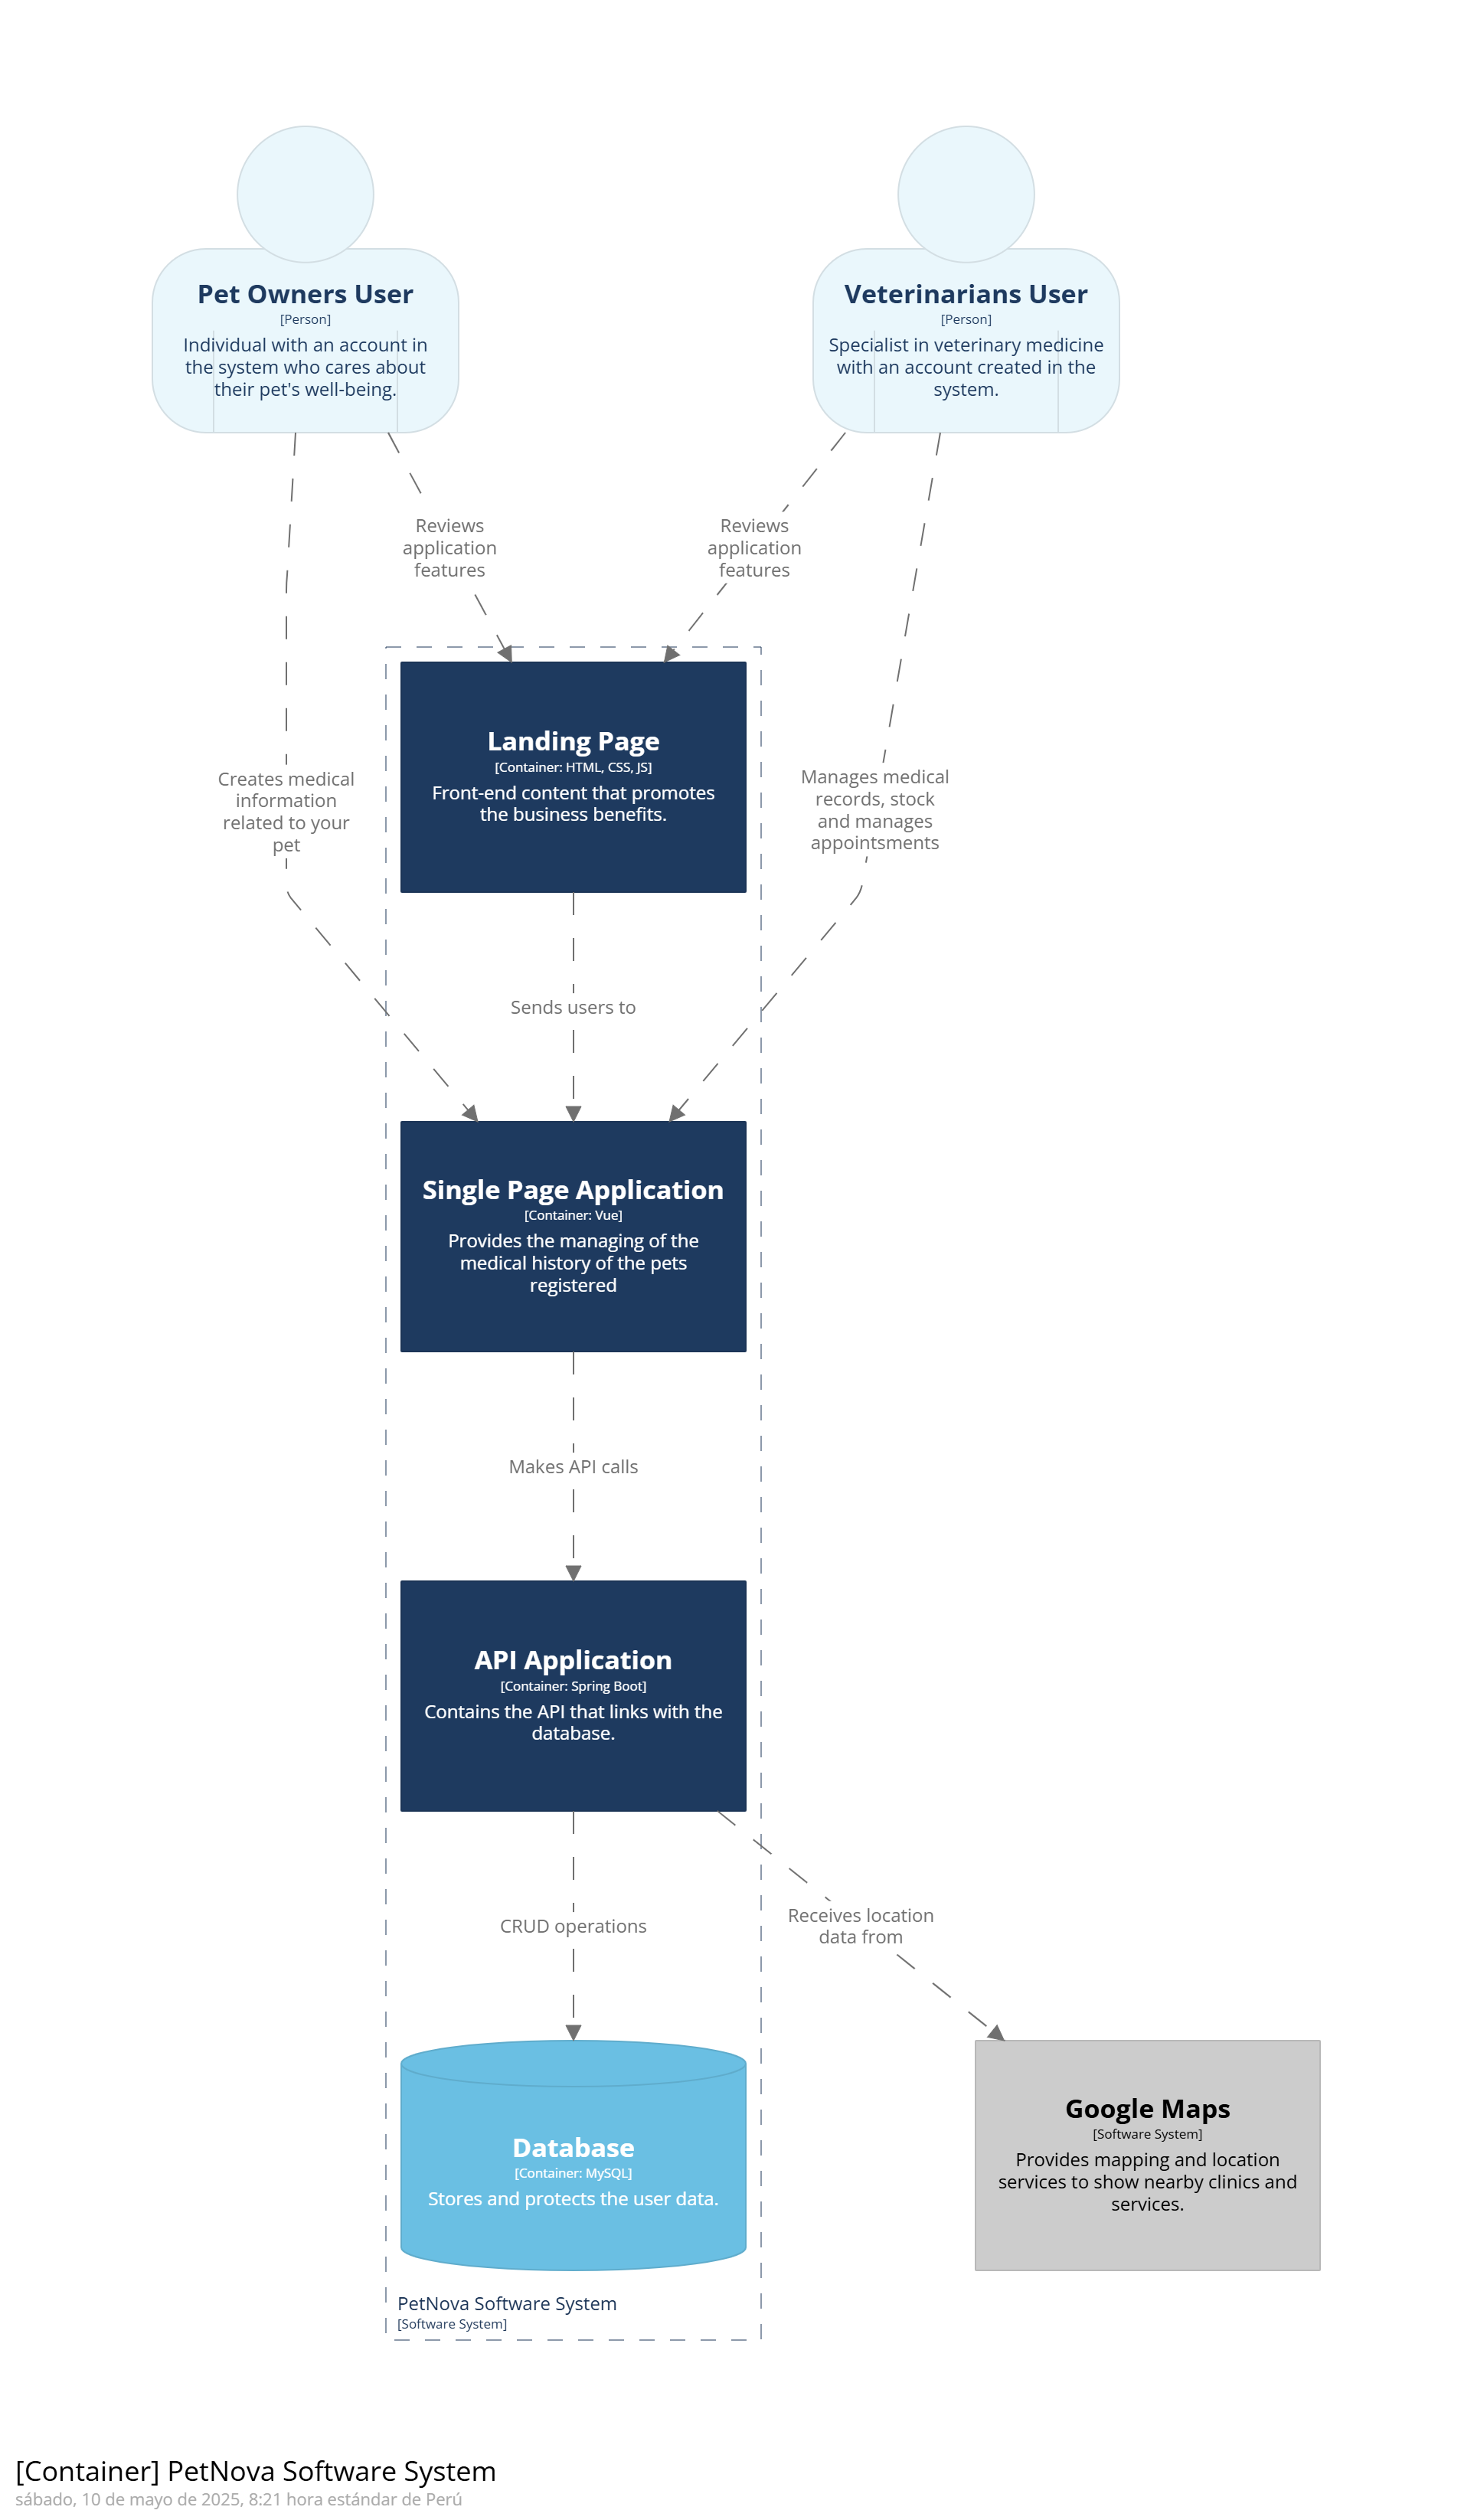 Pet Owners User
[Person]
Individual with an account in
the system who cares about
their pet's well-being.
Veterinarians User
[Person]
Specialist in veterinary medicine
with an account created in the
system.
Reviews
application
features
Reviews
application
features
Creates medical
information
related to your
pet
Landing Page
[Container: HTML, CSS, JS]
Front-end content that promotes
the business benefits.
Manages medical
records, stock
and manages
appointsments
Sends users to
Single Page Application
[Container: Vue]
Provides the managing of the
medical history of the pets
registered
Makes API calls
API Application
[Container: Spring Boot]
Contains the API that links with the
database.
CRUD operations
Receives location
data from
Database
[Container: MySQL]
Stores and protects the user data.
Google Maps
[Software System]
Provides mapping and location
services to show nearby clinics and
services.
PetNova Software System
[Software System]
[Container] PetNova Software System
sábado, 10 de mayo de 2025, 8:21 hora estándar de Perú